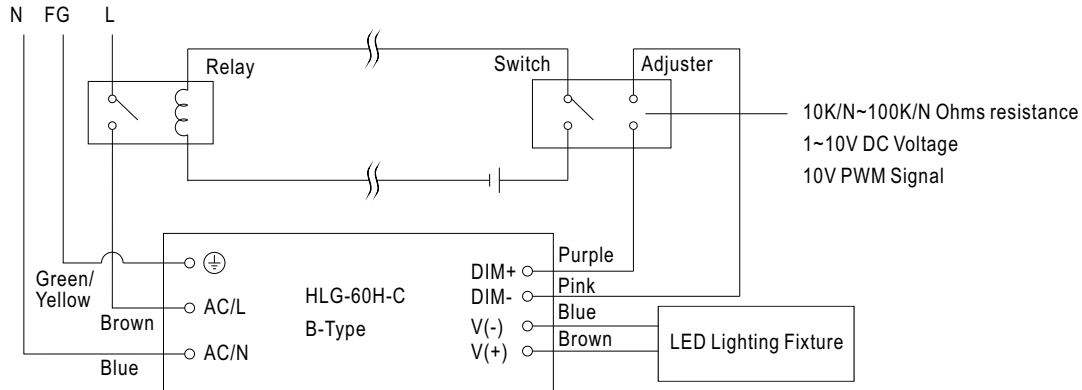 N FG L
Relay
Switch
Adjuster
10K/N~100K/N Ohms resistance
1~10V DC Voltage
10V PWM Signal
Green/
Yellow
Brown
Blue
AC/L
AC/N
HLG-60H-C
B-Type
DIM+
DIM-
V(-)
V(+)
Purple
Pink
Blue
Brown
LED Lighting Fixture